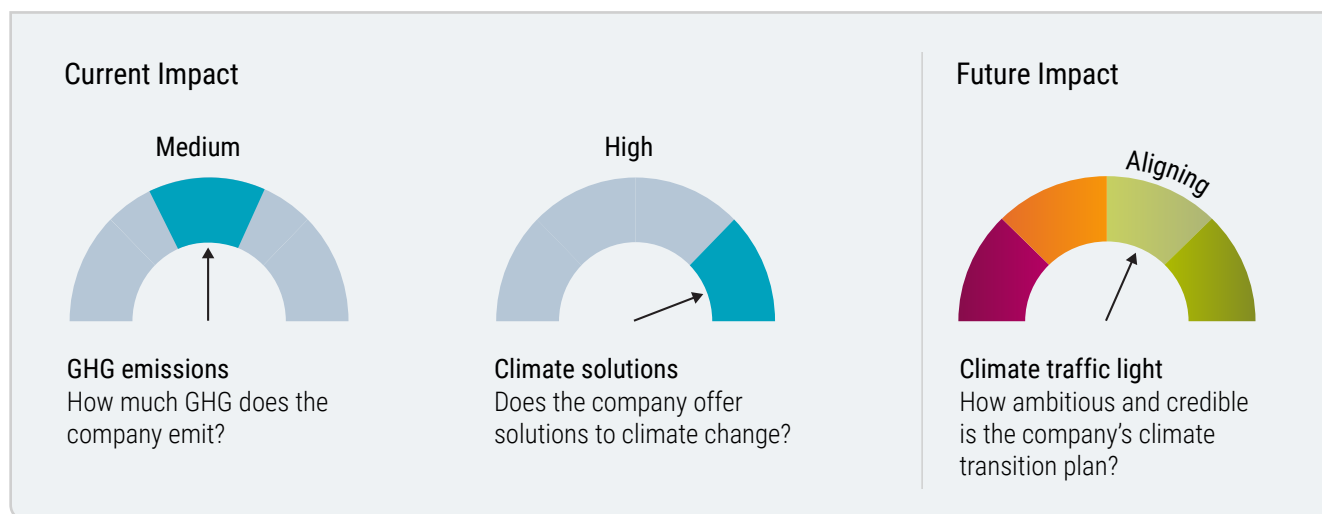 Current Impact
Medium
GHG emissions
How much GHG does the
company emit?
High
Climate solutions
Does the company offer
solutions to climate change?
Future Impact
Aligning
Climate traffic light
How ambitious and credible
is the company’s climate
transition plan?